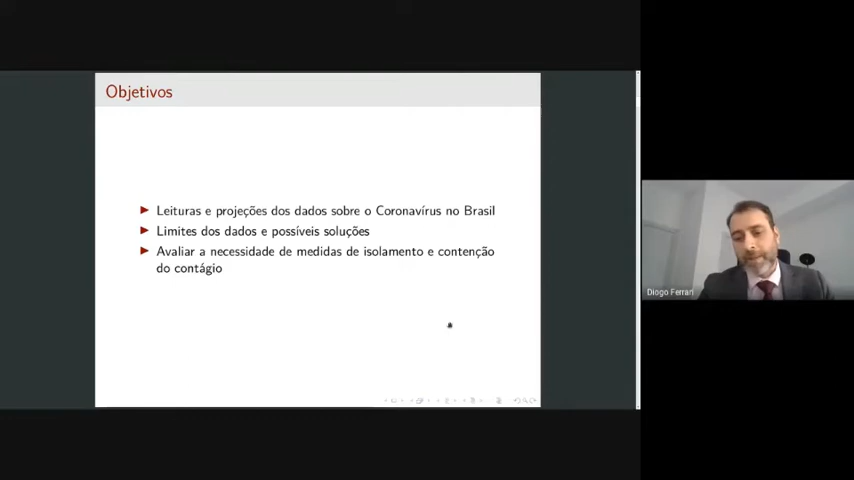 Objetivos
Leituras e projeções dos dados sobre o Coronavírus no Brasil
Limites dos dados e possíveis soluções
Avaliar a necessidade de medidas de isolamento e contenção
do contágio
Diogo Ferrari